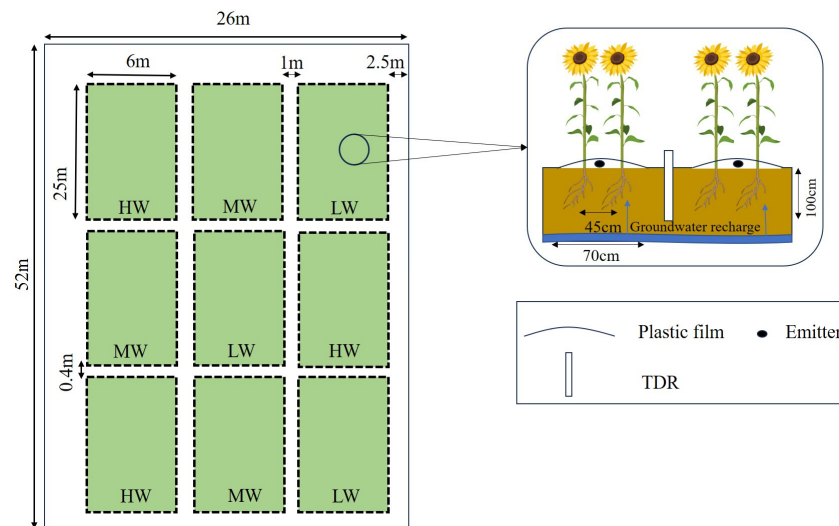 26m
6m
1m
2.5m
25m
52m
HW
MW
LW
MW
LW
HW
0.4m
HW
MW
LW
45cm
Groundwater recharge
70cm
100cm
Plastic film
Emitter
TDR